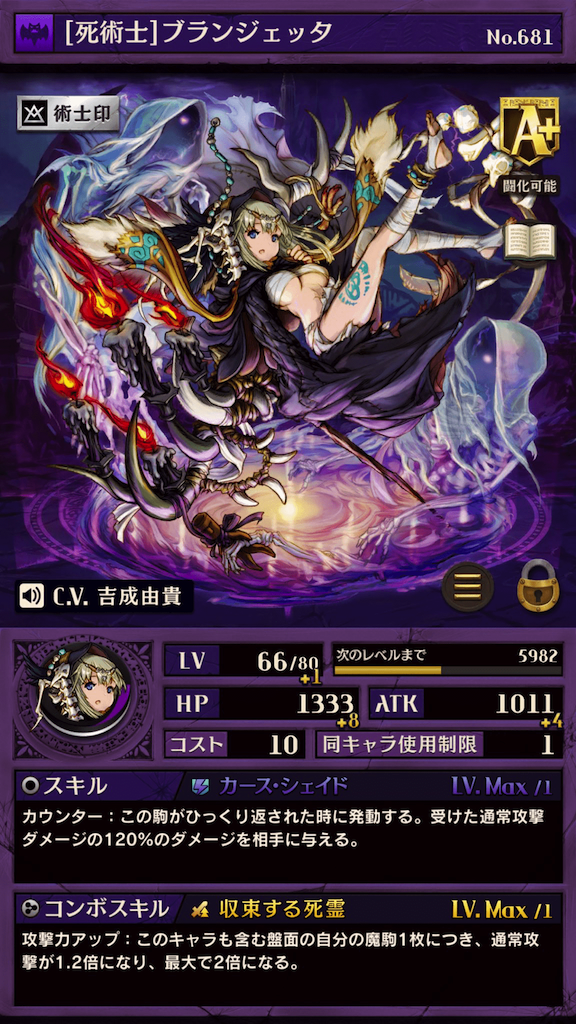 [死術士]ブランジェッタ
No.681
術士印
A+
闘化可能
C.V. 吉成由貴
LV 66/80 +1
次のレベルまで 5982
HP 1333 +8
ATK 1011 +4
コスト 10
同キャラ使用制限 1
スキル カース・シェイド LV. Max /1
カウンター：この駒がひっくり返された時に発動する。受けた通常攻撃
ダメージの120%のダメージを相手に与える。
コンボスキル 収束する死霊 LV. Max /1
攻撃力アップ：このキャラも含む盤面の自分の魔駒1枚につき、通常攻
撃が1.2倍になり、最大で2倍になる。